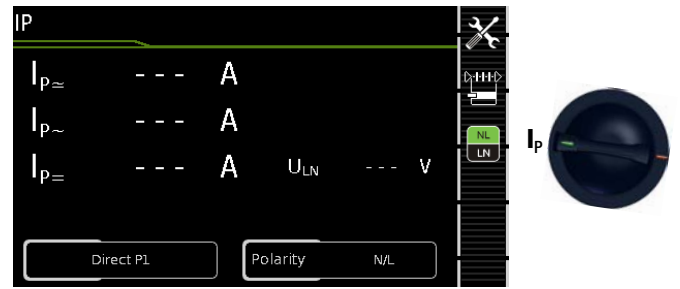 IP
NL
LN
IP≂ - - - A
IP~ - - - A
IP= - - - A ULN - - - V
Direct P1 Polarity N/L
IP